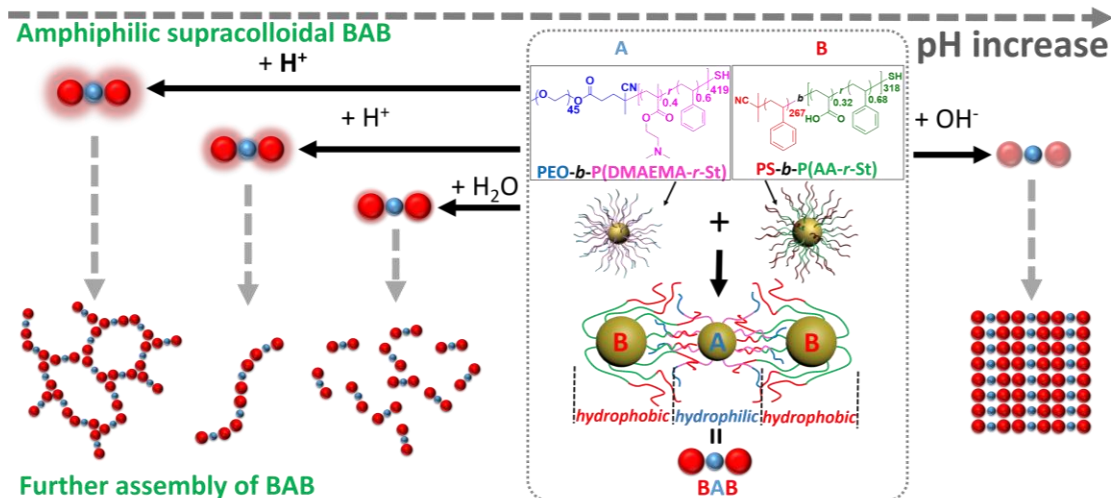 Amphiphilic supracolloidal BAB
pH increase
+ H⁺
+ H⁺
+ H₂O
A
B
O
45
O
O
CN
0.4
r
0.6
SH
419
O
O
N
PEO-b-P(DMAEMA-r-St)
NC
267
b
0.32
r
0.68
SH
318
HO
O
PS-b-P(AA-r-St)
+ OH⁻
+
B
A
B
hydrophobic
hydrophilic
hydrophobic
BAB
Further assembly of BAB